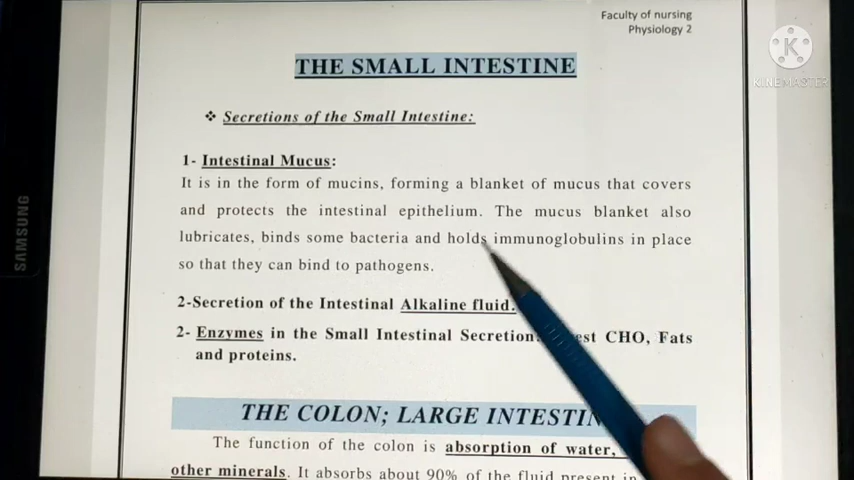 Faculty of nursing
Physiology 2
KINEMASTER
THE SMALL INTESTINE
❖ Secretions of the Small Intestine:
1- Intestinal Mucus:
It is in the form of mucins, forming a blanket of mucus that covers
and protects the intestinal epithelium. The mucus blanket also
lubricates, binds some bacteria and holds immunoglobulins in place
so that they can bind to pathogens.
SAMSUNG
2-Secretion of the Intestinal Alkaline fluid.
2- Enzymes in the Small Intestinal Secretion: CHO, Fats
and proteins.
THE COLON; LARGE
The function of the colon is absorption of water,
other minerals. It absorbs about 90% of the fluid present in